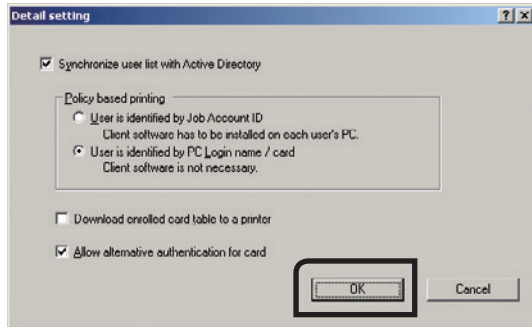 Detail setting
Synchronize user list with Active Directory
Policy based printing
User is identified by Job Account ID
Client software has to be installed on each user's PC.
User is identified by PC Login name / card
Client software is not necessary.
Download enrolled card table to a printer
Allow alternative authentication for card
OK
Cancel